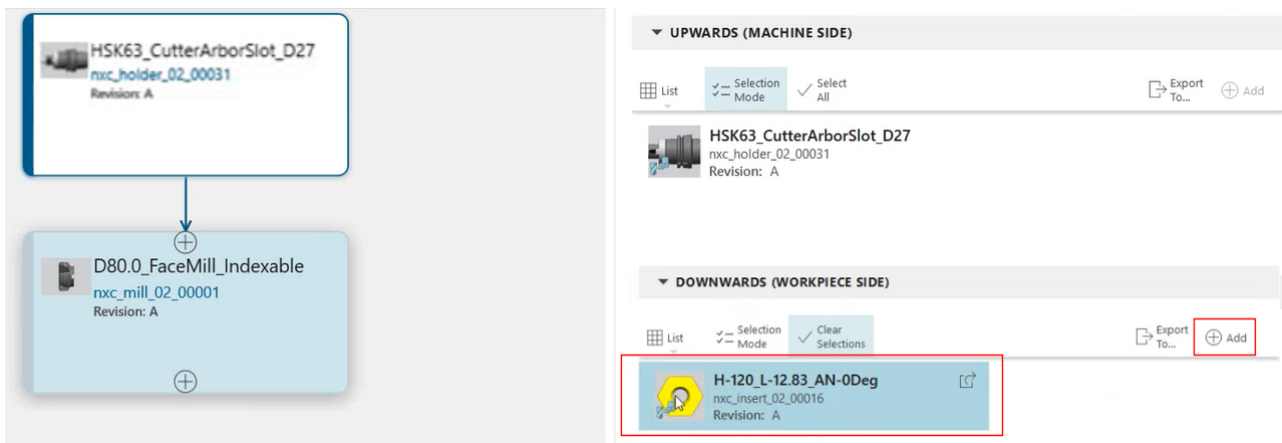 HSK63_CutterArborSlot_D27
nxc_holder_02_00031
Revision: A
D80.0_FaceMill_Indexable
nxc_mill_02_00001
Revision: A
UPWARDS (MACHINE SIDE)
List
Selection
Mode
Select
All
Export
To...
Add
HSK63_CutterArborSlot_D27
nxc_holder_02_00031
Revision: A
DOWNWARDS (WORKPIECE SIDE)
List
Selection
Mode
Clear
Selections
Export
To...
Add
H-120_L-12.83_AN-0Deg
nxc_insert_02_00016
Revision: A